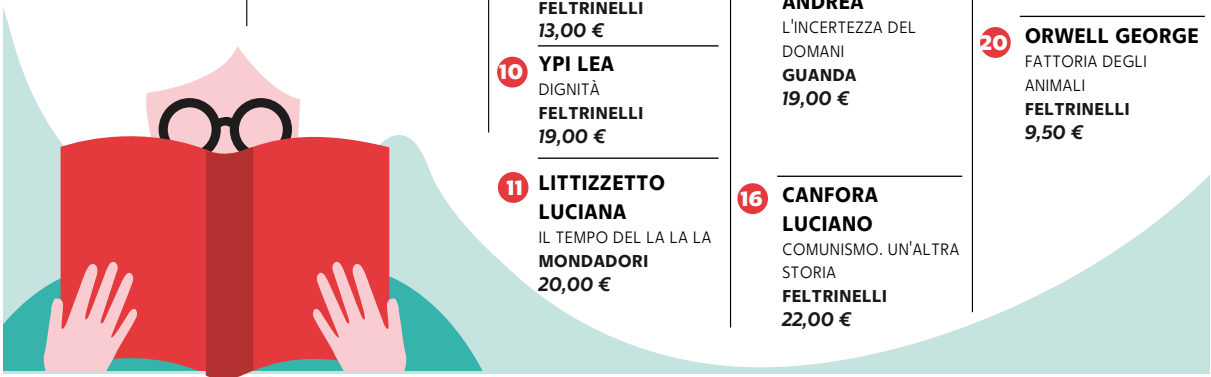 FELTRINELLI
13,00 €
10
YPI LEA
DIGNITÀ
FELTRINELLI
19,00 €
11
LITTIZZETTO
LUCIANA
IL TEMPO DEL LA LA LA
MONDADORI
20,00 €
ANDREA
L'INCERTEZZA DEL
DOMANI
GUANDA
19,00 €
16
CANFORA
LUCIANO
COMUNISMO. UN'ALTRA
STORIA
FELTRINELLI
22,00 €
20
ORWELL GEORGE
FATTORIA DEGLI
ANIMALI
FELTRINELLI
9,50 €